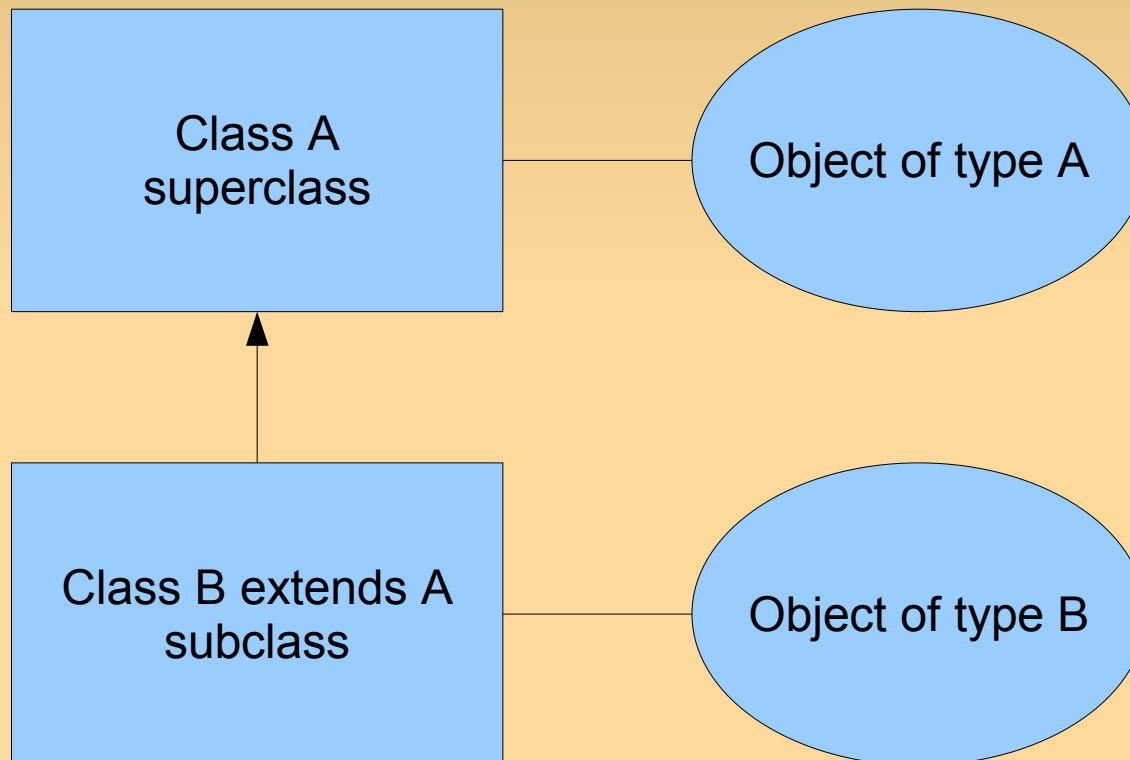 Class A
superclass
Object of type A
Class B extends A
subclass
Object of type B